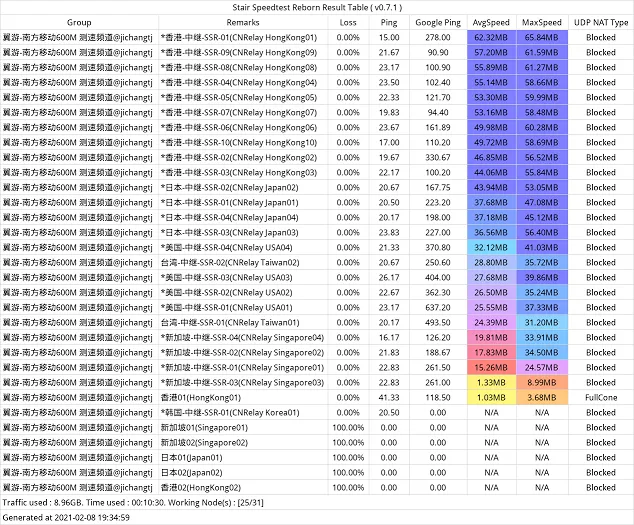 Stair Speedtest Reborn Result Table ( v0.7.1 )
Group Remarks Loss Ping Google Ping AvgSpeed MaxSpeed UDP NAT Type
翼游-南方移动600M 测速频道@jichangtj *香港-中继-SSR-01(CNRelay HongKong01) 0.00% 15.00 278.00 62.32MB 65.84MB Blocked
翼游-南方移动600M 测速频道@jichangtj *香港-中继-SSR-09(CNRelay HongKong09) 0.00% 21.67 90.90 57.20MB 61.59MB Blocked
翼游-南方移动600M 测速频道@jichangtj *香港-中继-SSR-08(CNRelay HongKong08) 0.00% 23.17 100.90 55.89MB 61.27MB Blocked
翼游-南方移动600M 测速频道@jichangtj *香港-中继-SSR-04(CNRelay HongKong04) 0.00% 23.50 102.40 55.14MB 58.66MB Blocked
翼游-南方移动600M 测速频道@jichangtj *香港-中继-SSR-05(CNRelay HongKong05) 0.00% 22.33 121.70 53.30MB 59.99MB Blocked
翼游-南方移动600M 测速频道@jichangtj *香港-中继-SSR-07(CNRelay HongKong07) 0.00% 19.83 94.40 53.16MB 58.48MB Blocked
翼游-南方移动600M 测速频道@jichangtj *香港-中继-SSR-06(CNRelay HongKong06) 0.00% 23.67 161.89 49.98MB 60.28MB Blocked
翼游-南方移动600M 测速频道@jichangtj *香港-中继-SSR-10(CNRelay HongKong10) 0.00% 17.00 110.20 49.72MB 58.69MB Blocked
翼游-南方移动600M 测速频道@jichangtj *香港-中继-SSR-02(CNRelay HongKong02) 0.00% 19.67 330.67 46.85MB 56.52MB Blocked
翼游-南方移动600M 测速频道@jichangtj *香港-中继-SSR-03(CNRelay HongKong03) 0.00% 22.17 100.20 44.06MB 55.84MB Blocked
翼游-南方移动600M 测速频道@jichangtj *日本-中继-SSR-02(CNRelay Japan02) 0.00% 20.67 167.75 43.94MB 53.05MB Blocked
翼游-南方移动600M 测速频道@jichangtj *日本-中继-SSR-01(CNRelay Japan01) 0.00% 20.50 223.20 37.68MB 47.08MB Blocked
翼游-南方移动600M 测速频道@jichangtj *日本-中继-SSR-04(CNRelay Japan04) 0.00% 20.17 198.00 37.18MB 45.12MB Blocked
翼游-南方移动600M 测速频道@jichangtj *日本-中继-SSR-03(CNRelay Japan03) 0.00% 23.83 227.00 36.56MB 56.40MB Blocked
翼游-南方移动600M 测速频道@jichangtj *美国-中继-SSR-04(CNRelay USA04) 0.00% 21.33 370.80 32.12MB 41.03MB Blocked
翼游-南方移动600M 测速频道@jichangtj 台湾-中继-SSR-02(CNRelay Taiwan02) 0.00% 20.67 250.60 28.80MB 35.72MB Blocked
翼游-南方移动600M 测速频道@jichangtj *美国-中继-SSR-03(CNRelay USA03) 0.00% 26.17 404.00 27.68MB 39.86MB Blocked
翼游-南方移动600M 测速频道@jichangtj *美国-中继-SSR-02(CNRelay USA02) 0.00% 22.67 362.30 26.50MB 35.24MB Blocked
翼游-南方移动600M 测速频道@jichangtj *美国-中继-SSR-01(CNRelay USA01) 0.00% 23.17 637.20 25.55MB 37.33MB Blocked
翼游-南方移动600M 测速频道@jichangtj 台湾-中继-SSR-01(CNRelay Taiwan01) 0.00% 20.17 493.50 24.39MB 31.20MB Blocked
翼游-南方移动600M 测速频道@jichangtj *新加坡-中继-SSR-04(CNRelay Singapore04) 0.00% 16.17 126.20 19.81MB 33.91MB Blocked
翼游-南方移动600M 测速频道@jichangtj *新加坡-中继-SSR-02(CNRelay Singapore02) 0.00% 21.83 188.67 17.83MB 34.50MB Blocked
翼游-南方移动600M 测速频道@jichangtj *新加坡-中继-SSR-01(CNRelay Singapore01) 0.00% 22.83 261.50 15.26MB 24.57MB Blocked
翼游-南方移动600M 测速频道@jichangtj *新加坡-中继-SSR-03(CNRelay Singapore03) 0.00% 22.83 261.00 1.33MB 8.99MB Blocked
翼游-南方移动600M 测速频道@jichangtj 香港01(HongKong01) 0.00% 41.33 118.50 1.03MB 3.68MB FullCone
翼游-南方移动600M 测速频道@jichangtj *韩国-中继-SSR-01(CNRelay Korea01) 0.00% 20.50 0.00 N/A N/A Blocked
翼游-南方移动600M 测速频道@jichangtj 新加坡01(Singapore01) 100.00% 0.00 0.00 N/A N/A Blocked
翼游-南方移动600M 测速频道@jichangtj 新加坡02(Singapore02) 100.00% 0.00 0.00 N/A N/A Blocked
翼游-南方移动600M 测速频道@jichangtj 日本01(Japan01) 100.00% 0.00 0.00 N/A N/A Blocked
翼游-南方移动600M 测速频道@jichangtj 日本02(Japan02) 100.00% 0.00 0.00 N/A N/A Blocked
翼游-南方移动600M 测速频道@jichangtj 香港02(HongKong02) 100.00% 0.00 0.00 N/A N/A Blocked
Traffic used : 8.96GB. Time used : 00:10:30. Working Node(s) : [25/31]
Generated at 2021-02-08 19:34:59